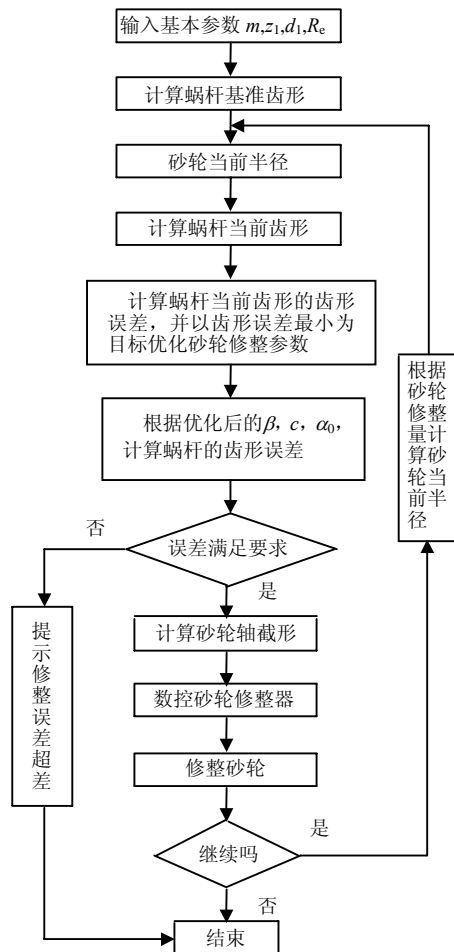 输入基本参数 m,z₁,d₁,Rₑ
计算蜗杆基准齿形
砂轮当前半径
计算蜗杆当前齿形
计算蜗杆当前齿形的齿形
误差，并以齿形误差最小为
目标优化砂轮修整参数
根据优化后的β，c，α₀，
计算蜗杆的齿形误差
根据
砂轮
修整
量计
算砂
轮当
前半
径
误差满足要求
否
是
提示修整误差超差
计算砂轮轴截形
数控砂轮修整器
修整砂轮
继续吗
是
否
结束